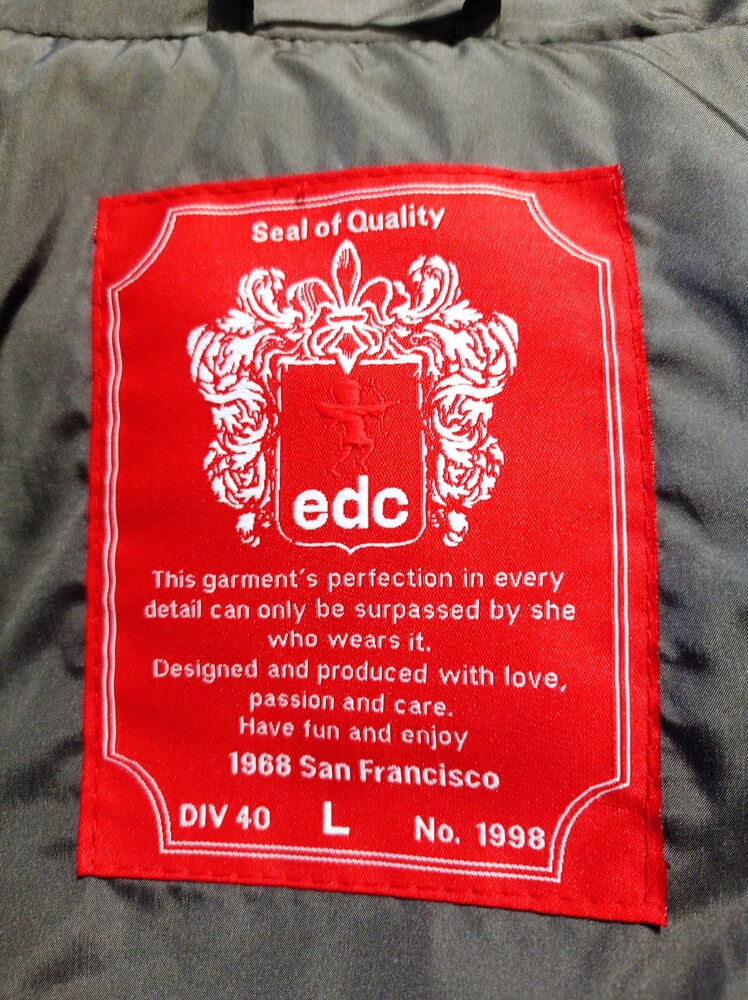 Seal of Quality
edc
This garment's perfection in every
detail can only be surpassed by she
who wears it.
Designed and produced with love,
passion and care.
Have fun and enjoy
1968 San Francisco
DIV 40 L No. 1998